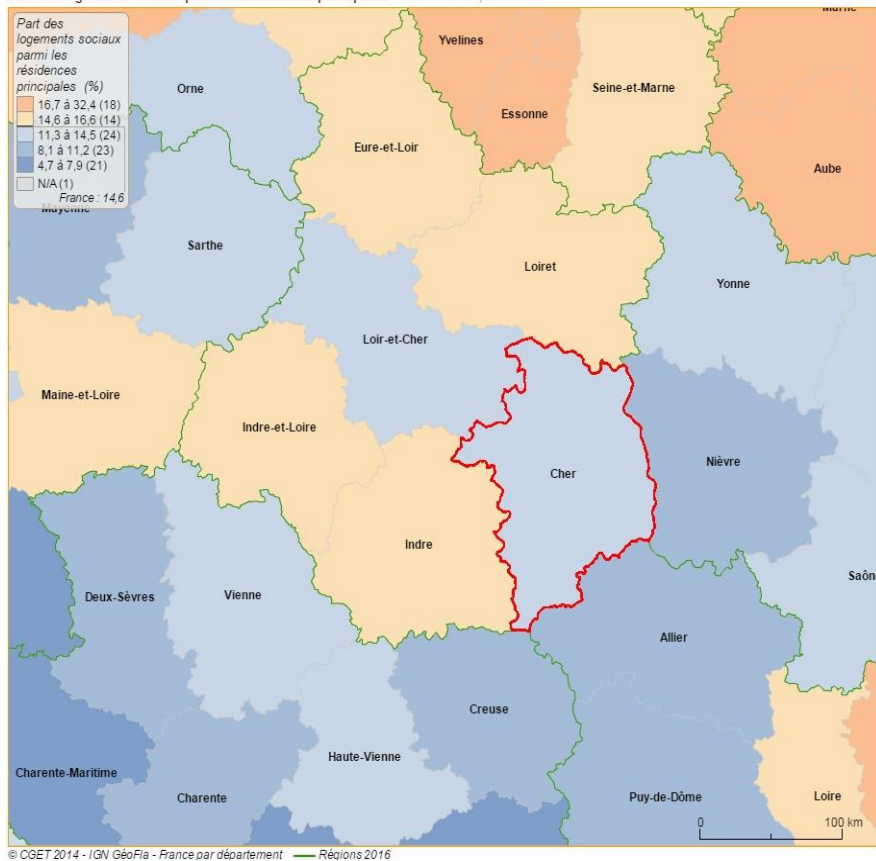 Part des
logements sociaux
parmi les
résidences
principales (%)
16,7 à 32,4 (18)
14,6 à 16,6 (14)
11,3 à 14,5 (24)
8,1 à 11,2 (23)
4,7 à 7,9 (21)
N/A (1)
France : 14,6
Marne
Yvelines
Orne
Seine-et-Marne
Essonne
Eure-et-Loir
Aube
Mayenne
Sarthe
Loiret
Yonne
Loir-et-Cher
Maine-et-Loire
Indre-et-Loire
Nièvre
Cher
Indre
Saôn
Deux-Sèvres
Vienne
Allier
Creuse
Haute-Vienne
Charente-Maritime
Charente
Puy-de-Dôme
Loire
0 100 km
© CGET 2014 - IGN GéoFla - France par département Régions 2016